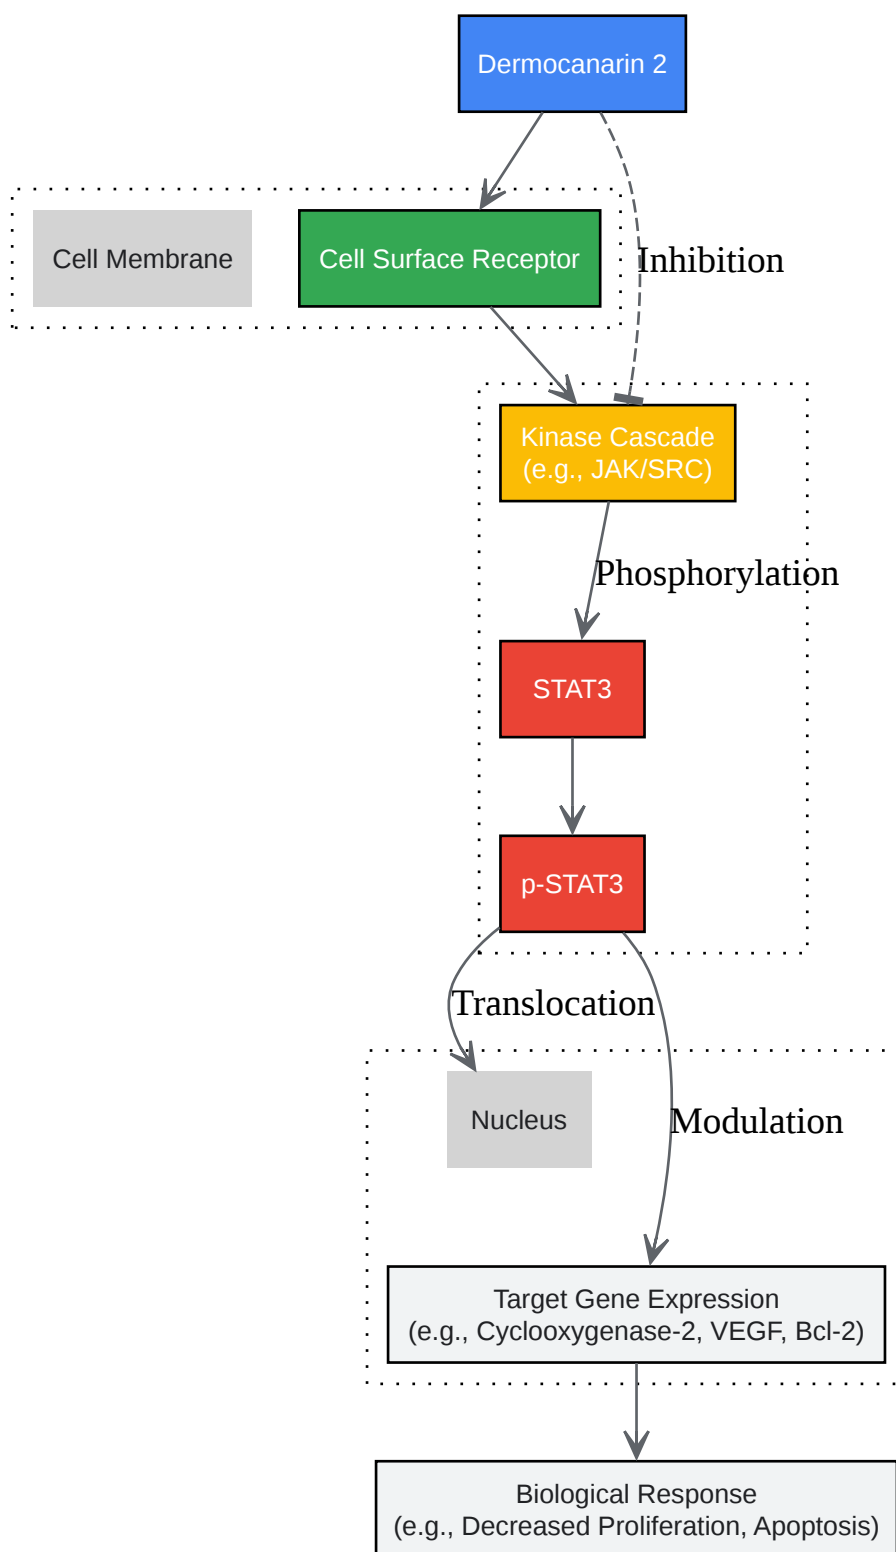 Dermocanarin 2
Cell Membrane
Cell Surface Receptor
Inhibition
Kinase Cascade
(e.g., JAK/SRC)
Phosphorylation
STAT3
p-STAT3
Translocation
Nucleus
Modulation
Target Gene Expression
(e.g., Cyclooxygenase-2, VEGF, Bcl-2)
Biological Response
(e.g., Decreased Proliferation, Apoptosis)